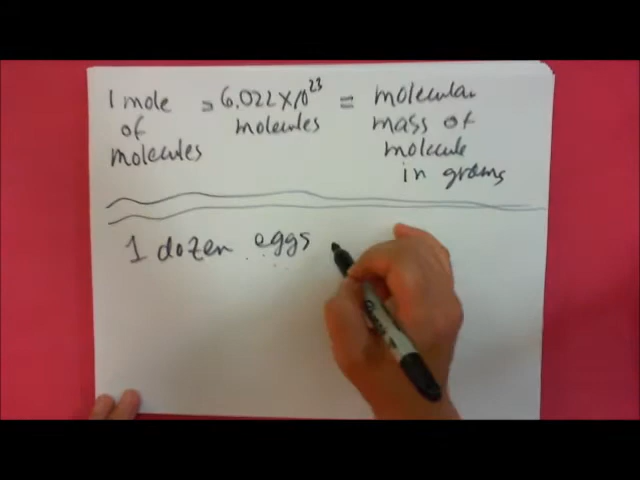 1 mole = 6.022 x 10^23 = molecular
of molecules mass of
molecules molecule
in grams
1 dozen eggs